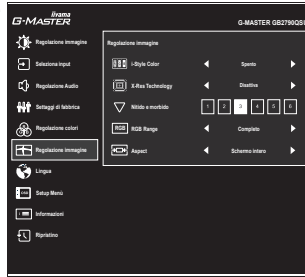 iiyama
G-MASTER
G-MASTER GB2790QSU
Regolazione immagine
Seleziona input
Regolazione Audio
Settaggi di fabbrica
Regolazione colori
Regolazione immagine
Lingua
OSD
Setup Menù
Informazioni
Ripristino
Regolazione immagine
i-Style Color
Spento
X-Res Technology
Disattiva
Nitido e morbido
1 2 3 4 5 6
RGB
RGB Range
Completo
Aspect
Schermo intero